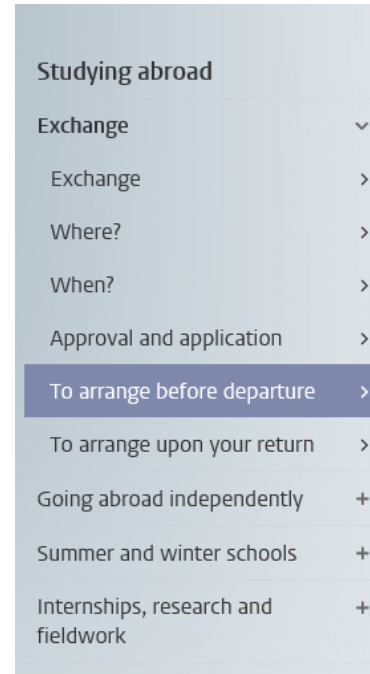 Studying abroad
Exchange
Exchange
Where?
When?
Approval and application
To arrange before departure
To arrange upon your return
Going abroad independently
Summer and winter schools
Internships, research and
fieldwork